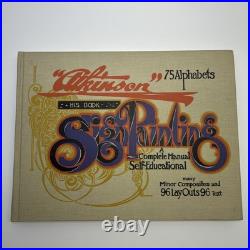 "Atkinson" 75 Alphabets
HIS BOOK
Sign Painting
A
Complete Manual
Self-Educational
many
Minor Composition and
96 Lay Outs 96 Text